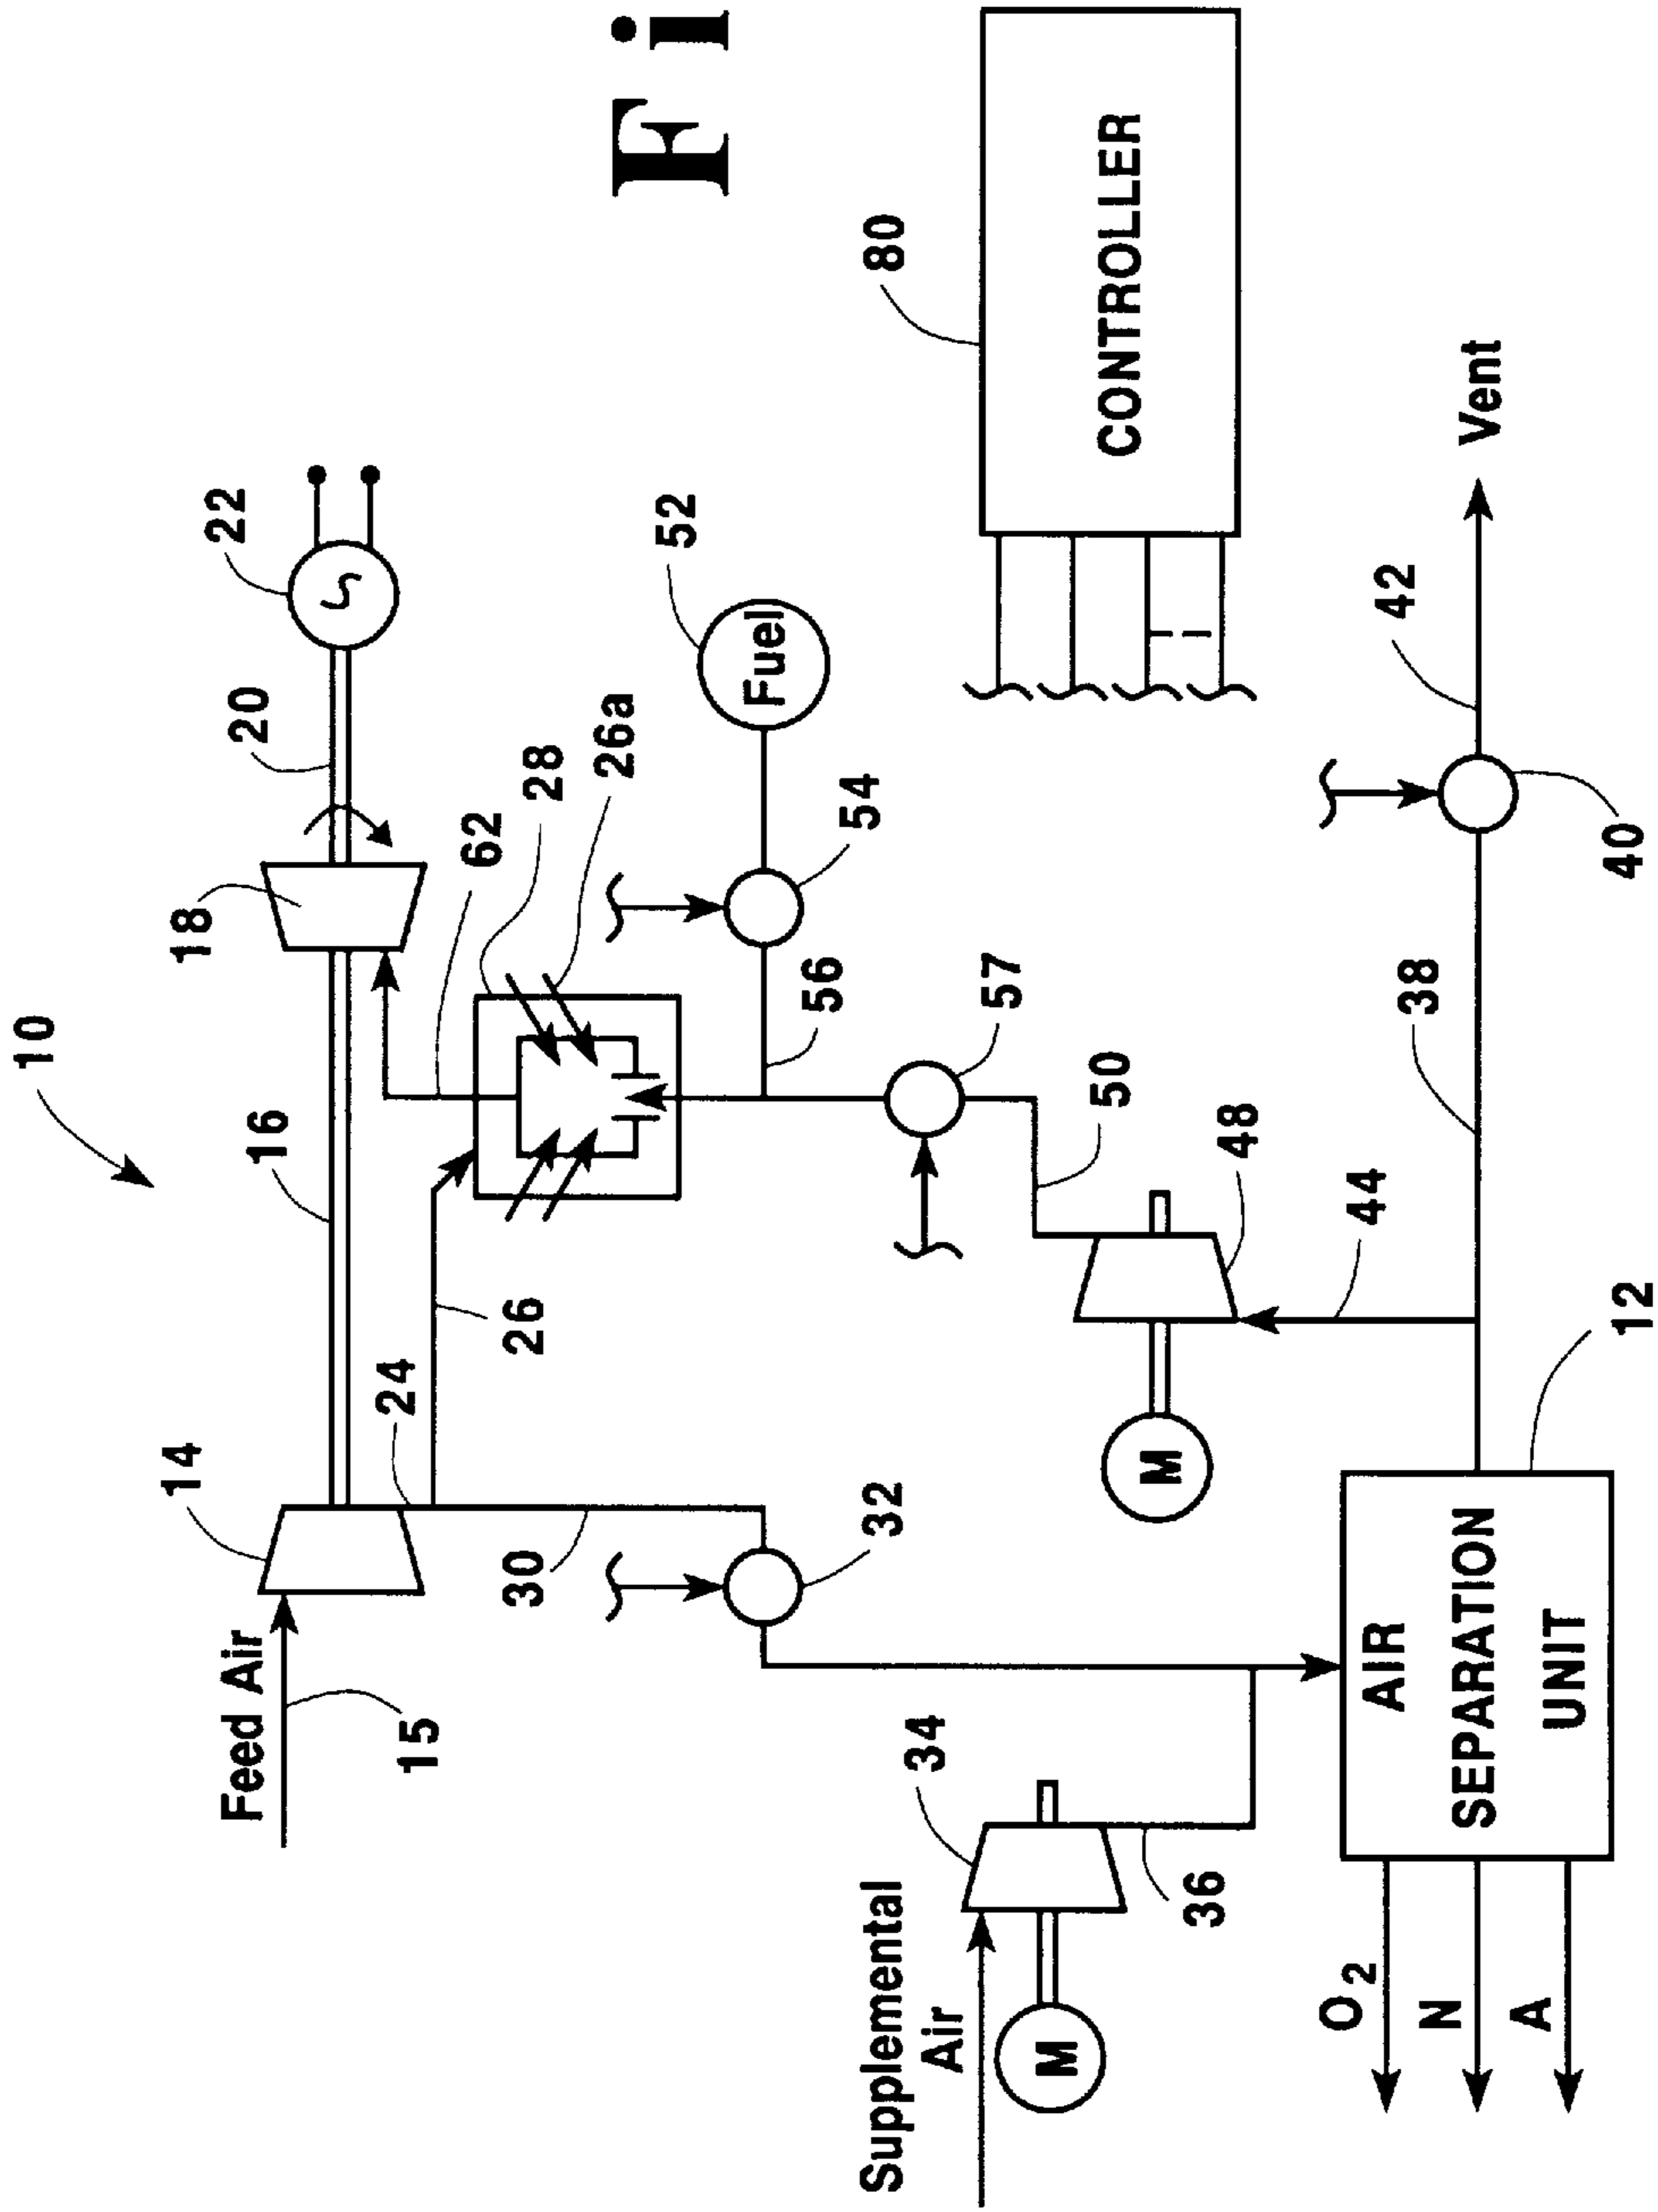 10
Feed Air
15
14
16
18
20
22
24
26
62
28
26a
30
32
56
54
52
Fuel
57
50
Supplemental
Air
34
M
36
M
48
44
80
CONTROLLER
F i
AIR
SEPARATION
UNIT
12
38
40
42
Vent
O2
N
A